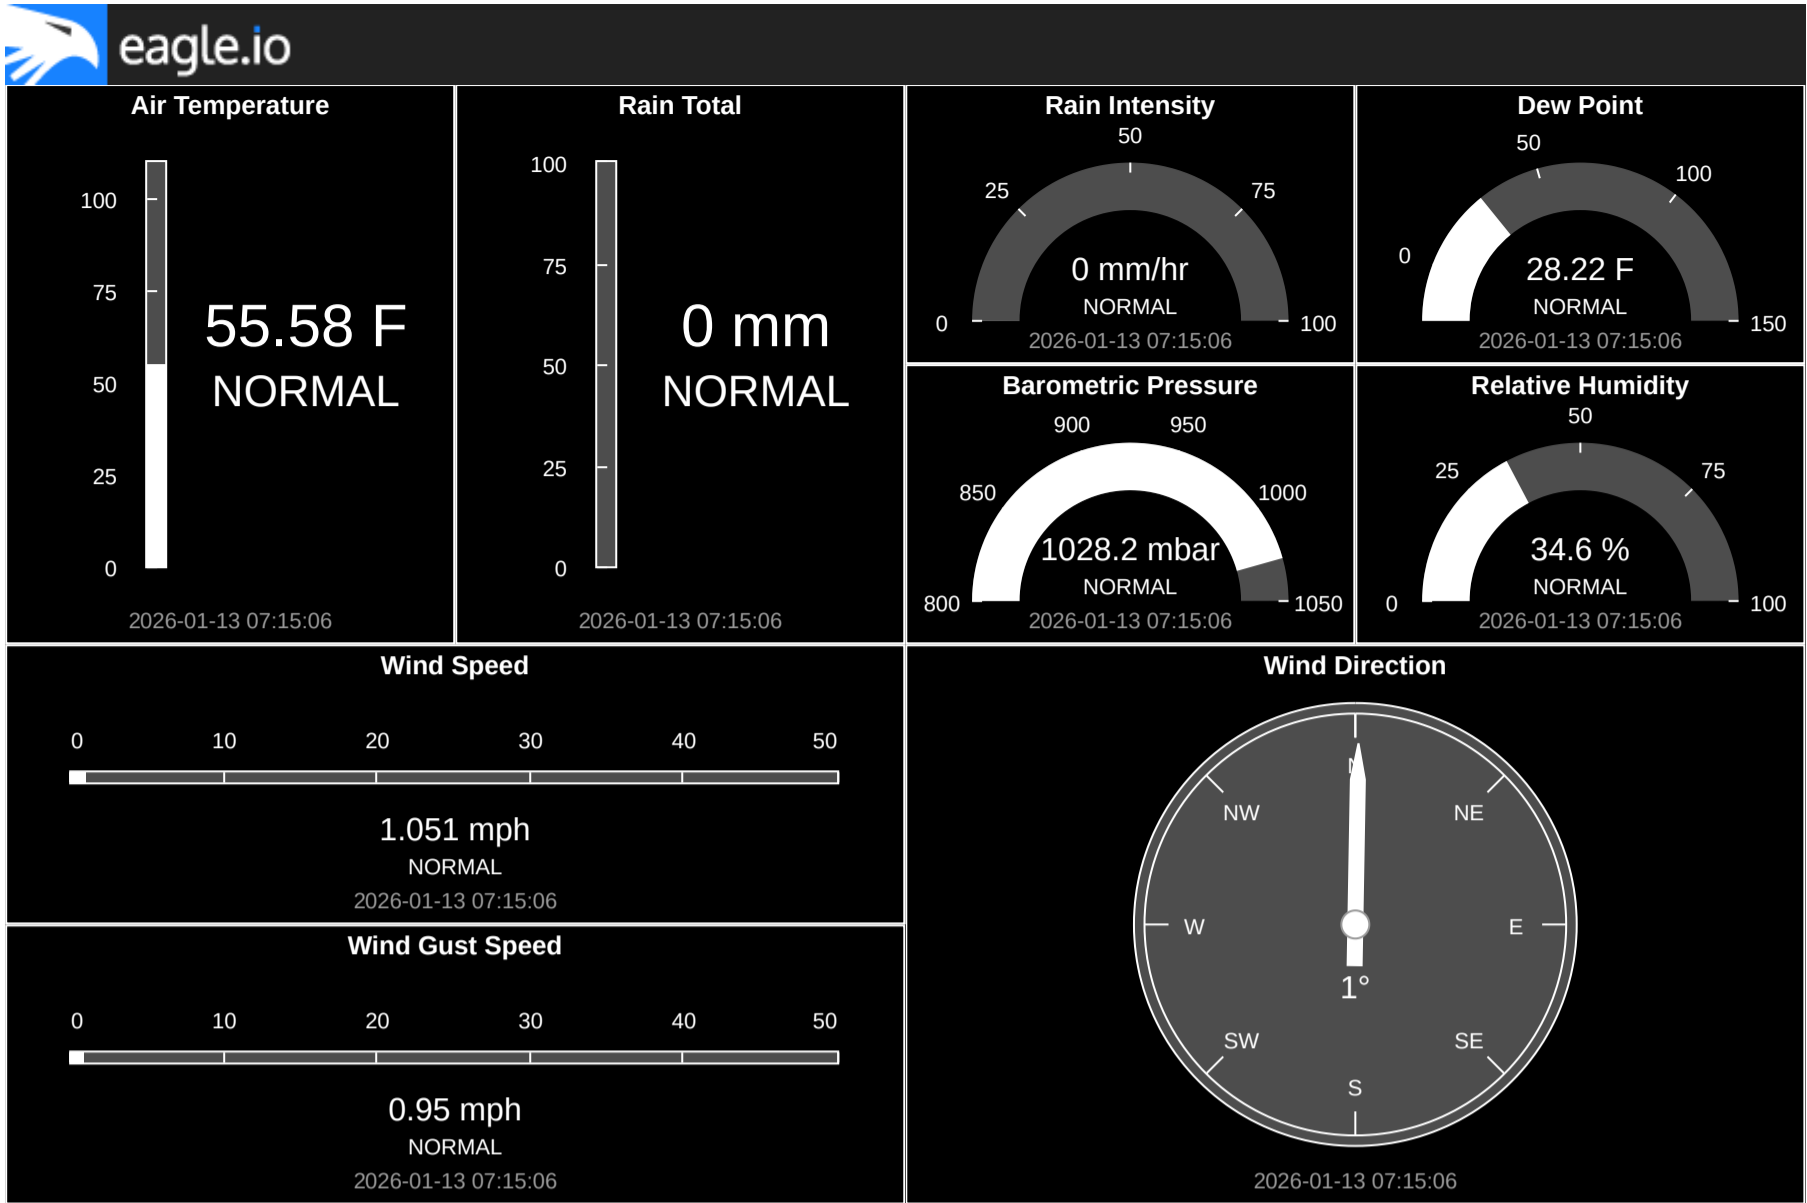 eagle.io
Air Temperature
100
75
50
25
0
55.58 F
NORMAL
2026-01-13 07:15:06
Rain Total
100
75
50
25
0
0 mm
NORMAL
2026-01-13 07:15:06
Rain Intensity
0
25
50
75
100
0 mm/hr
NORMAL
2026-01-13 07:15:06
Dew Point
0
50
100
150
28.22 F
NORMAL
2026-01-13 07:15:06
Barometric Pressure
800
850
900
950
1000
1050
1028.2 mbar
NORMAL
2026-01-13 07:15:06
Relative Humidity
0
25
50
75
100
34.6 %
NORMAL
2026-01-13 07:15:06
Wind Speed
0 10 20 30 40 50
1.051 mph
NORMAL
2026-01-13 07:15:06
Wind Gust Speed
0 10 20 30 40 50
0.95 mph
NORMAL
2026-01-13 07:15:06
Wind Direction
N
NW NE
W E
1°
SW SE
S
2026-01-13 07:15:06